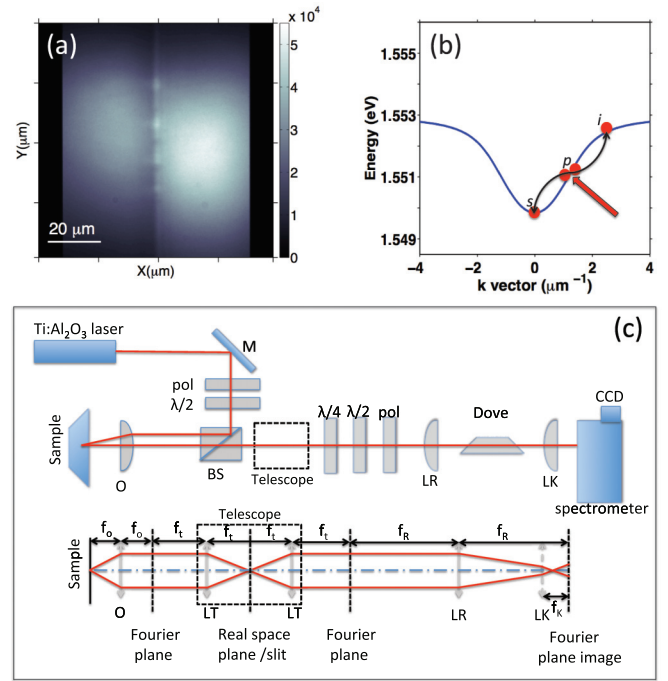 (a)
x 10⁴
5
4
3
2
1
0
Y(μm)
20 μm
X(μm)
(b)
1.555
1.553
1.551
1.549
Energy (eV)
i
p
s
−4
−2
0
2
4
k vector (μm⁻¹)
(c)
Ti:Al₂O₃ laser
M
pol
λ/2
λ/4 λ/2 pol
Dove
CCD
Sample
O
BS
Telescope
LR
LK
spectrometer
Telescope
fₒ fₒ fₜ fₜ fₜ fₜ f_R f_R
Sample
O
LT
LT
LR
LK
f_K
Fourier
plane
Real space
plane /slit
Fourier
plane
Fourier
plane image